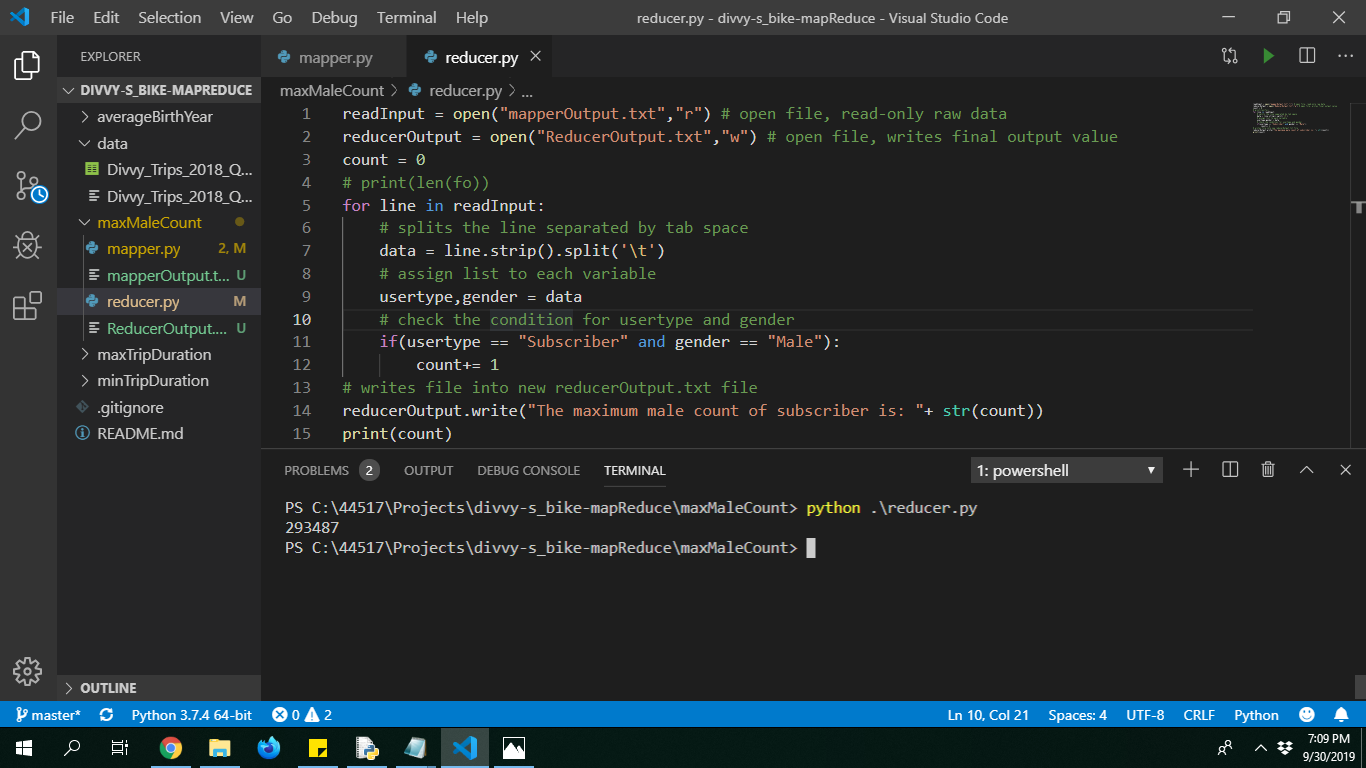 File Edit Selection View Go Debug Terminal Help
reducer.py - divvy-s_bike-mapReduce - Visual Studio Code
EXPLORER
DIVVY-S_BIKE-MAPREDUCE
averageBirthYear
data
Divvy_Trips_2018_Q...
Divvy_Trips_2018_Q...
maxMaleCount
mapper.py 2, M
mapperOutput.t... U
reducer.py M
ReducerOutput.... U
maxTripDuration
minTripDuration
.gitignore
README.md
OUTLINE
mapper.py reducer.py
maxMaleCount > reducer.py > ...
1 readInput = open("mapperOutput.txt","r") # open file, read-only raw data
2 reducerOutput = open("ReducerOutput.txt","w") # open file, writes final output value
3 count = 0
4 # print(len(fo))
5 for line in readInput:
6     # splits the line separated by tab space
7     data = line.strip().split('\t')
8     # assign list to each variable
9     usertype,gender = data
10     # check the condition for usertype and gender
11     if(usertype == "Subscriber" and gender == "Male"):
12         count+= 1
13 # writes file into new reducerOutput.txt file
14 reducerOutput.write("The maximum male count of subscriber is: "+ str(count))
15 print(count)
PROBLEMS 2 OUTPUT DEBUG CONSOLE TERMINAL
1: powershell
PS C:\44517\Projects\divvy-s_bike-mapReduce\maxMaleCount> python .\reducer.py
293487
PS C:\44517\Projects\divvy-s_bike-mapReduce\maxMaleCount>
master* Python 3.7.4 64-bit 0 2
Ln 10, Col 21 Spaces: 4 UTF-8 CRLF Python
7:09 PM
9/30/2019